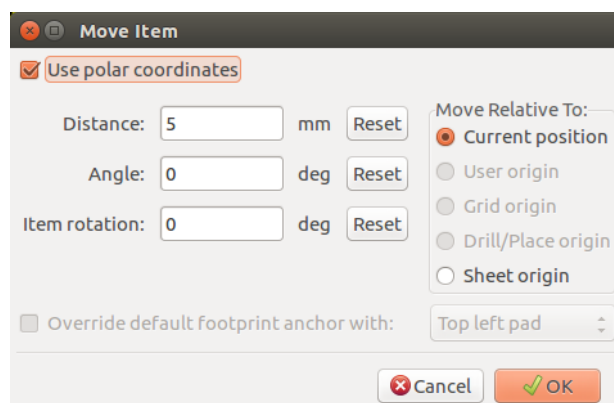 Move Item
Use polar coordinates
Distance: 5 mm Reset
Angle: 0 deg Reset
Item rotation: 0 deg Reset
Move Relative To:
Current position
User origin
Grid origin
Drill/Place origin
Sheet origin
Override default footprint anchor with: Top left pad
Cancel OK